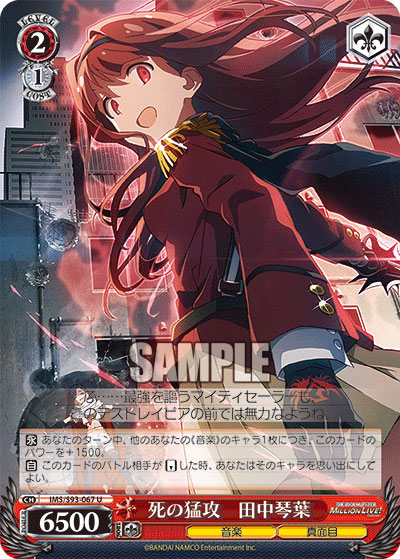 LEVEL
2
1
COST
SAMPLE
……最強を謳うマイティセーラーも
このデストレイピアの前では無力なようね
永 あなたのターン中、他のあなたの《音楽》のキャラ1枚につき、このカードの
パワーを+1500。
自 このカードのバトル相手が した時、あなたはそのキャラを思い出にして
よい。
CH IMS/S93-067 U
死の猛攻 田中琴葉
THE IDOLM@STER
MILLION LIVE!
6500
音楽
真面目
©BANDAI NAMCO Entertainment Inc.